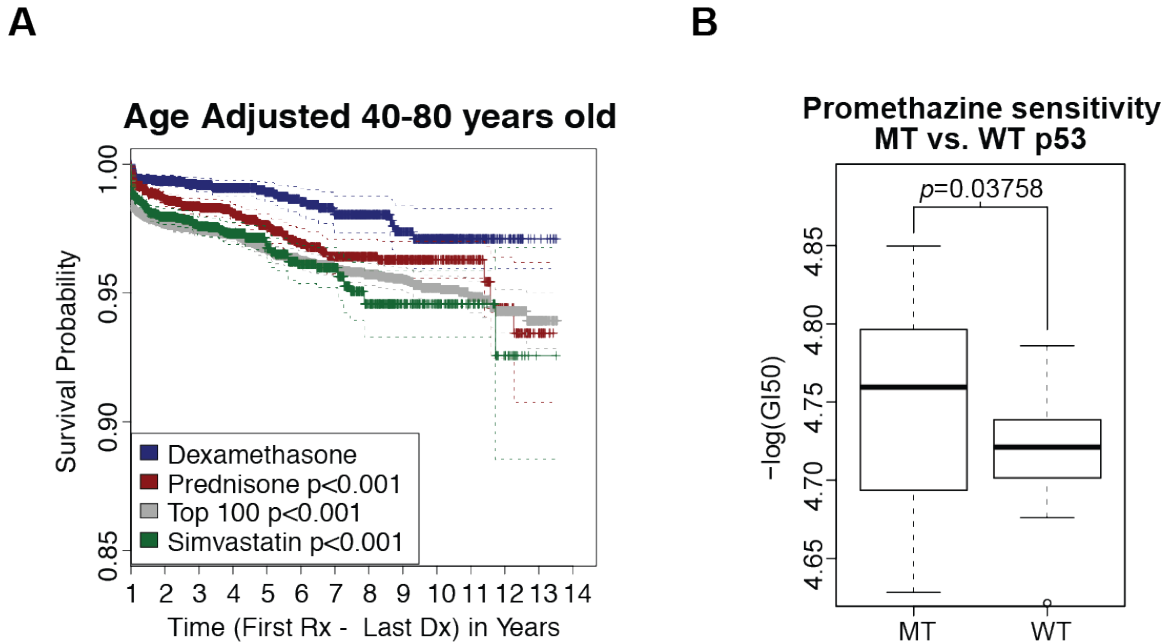 A
B
Age Adjusted 40-80 years old
Survival Probability
1.00
0.95
0.90
0.85
Dexamethasone
Prednisone p<0.001
Top 100 p<0.001
Simvastatin p<0.001
1 2 3 4 5 6 7 8 9 10 11 12 13 14
Time (First Rx - Last Dx) in Years
Promethazine sensitivity
MT vs. WT p53
p=0.03758
−log(GI50)
4.85
4.80
4.75
4.70
4.65
MT WT